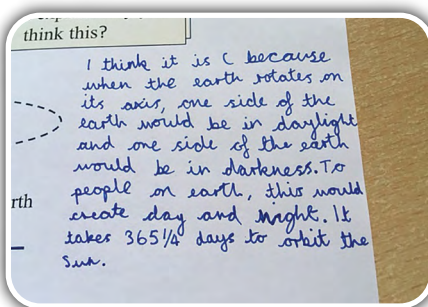 think this?
I think it is C because
when the earth rotates on
its axis, one side of the
earth would be in daylight
and one side of the earth
would be in darkness. To
people on earth, this would
create day and night. It
takes 365 1/4 days to orbit the
Sun.
rth